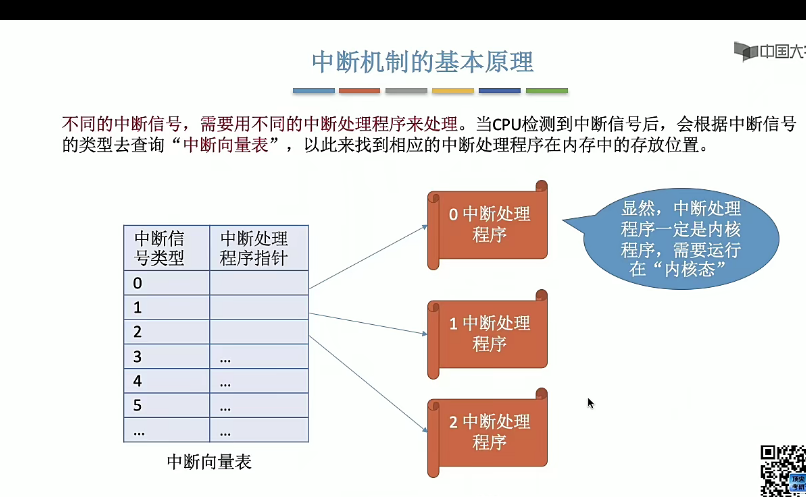 中国大
中断机制的基本原理
不同的中断信号，需要用不同的中断处理程序来处理。当CPU检测到中断信号后，会根据中断信号
的类型去查询“中断向量表”，以此来找到相应的中断处理程序在内存中的存放位置。
中断信
号类型
中断处理
程序指针
0
1
2
3 ...
4 ...
5 ...
... ...
中断向量表
0 中断处理
程序
1 中断处理
程序
2 中断处理
程序
显然，中断处理
程序一定是内核
程序，需要运行
在“内核态”